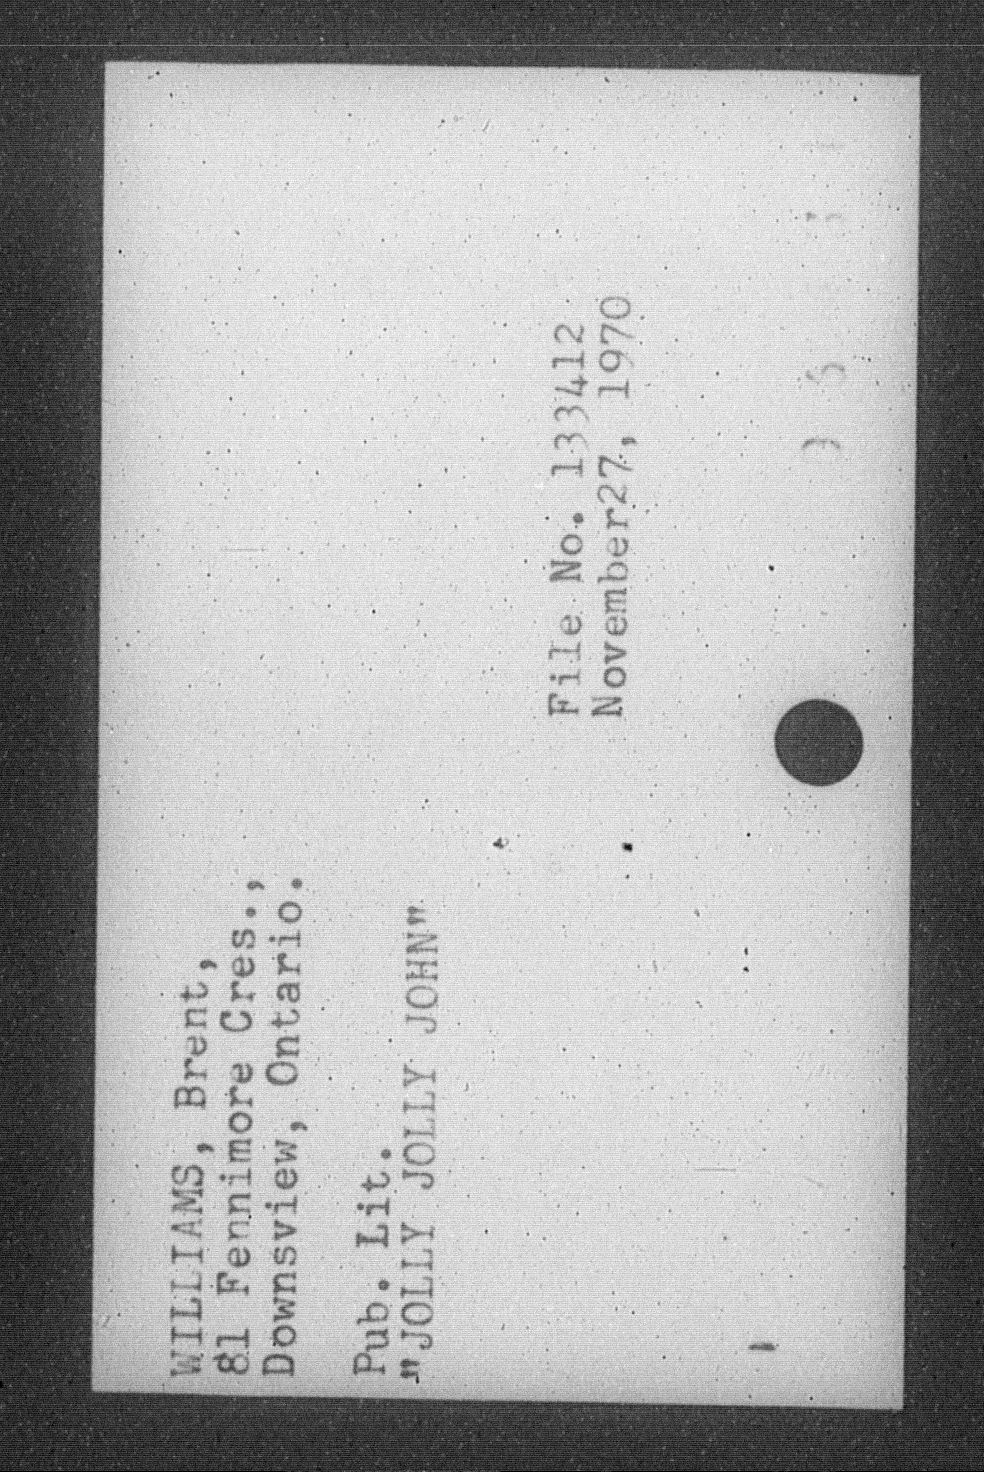 WILLIAMS, Brent,
81 Fennimore Cres.,
Downsview, Ontario.
Pub. Lit.
"JOLLY JOLLY JOHN"
File No. 133412
November27, 1970